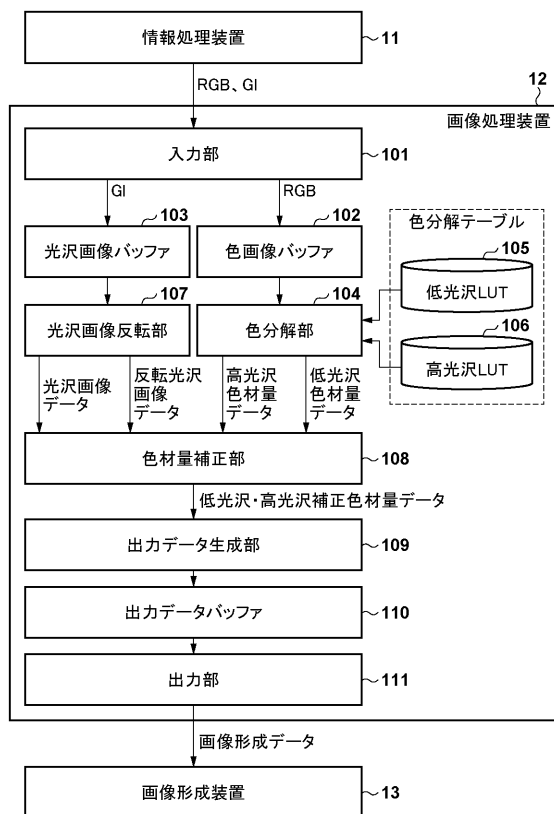 情報処理装置
11
RGB、GI
12
画像処理装置
入力部
101
GI
RGB
103
102
色分解テーブル
光沢画像バッファ
色画像バッファ
105
低光沢LUT
107
104
光沢画像反転部
色分解部
106
高光沢LUT
光沢画像
データ
反転光沢
画像
データ
高光沢
色材量
データ
低光沢
色材量
データ
色材量補正部
108
低光沢・高光沢補正色材量データ
出力データ生成部
109
出力データバッファ
110
出力部
111
画像形成データ
画像形成装置
13